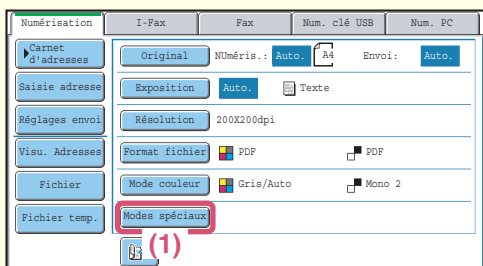 Numérisation I-Fax Fax Num. clé USB Num. PC
Carnet d'adresses
Original NUméris.: Auto. A4 Envoi: Auto.
Saisie adresse
Exposition Auto. Texte
Réglages envoi
Résolution 200X200dpi
Visu. Adresses
Format fichier PDF PDF
Fichier
Mode couleur Gris/Auto Mono 2
Fichier temp.
Modes spéciaux
(1)